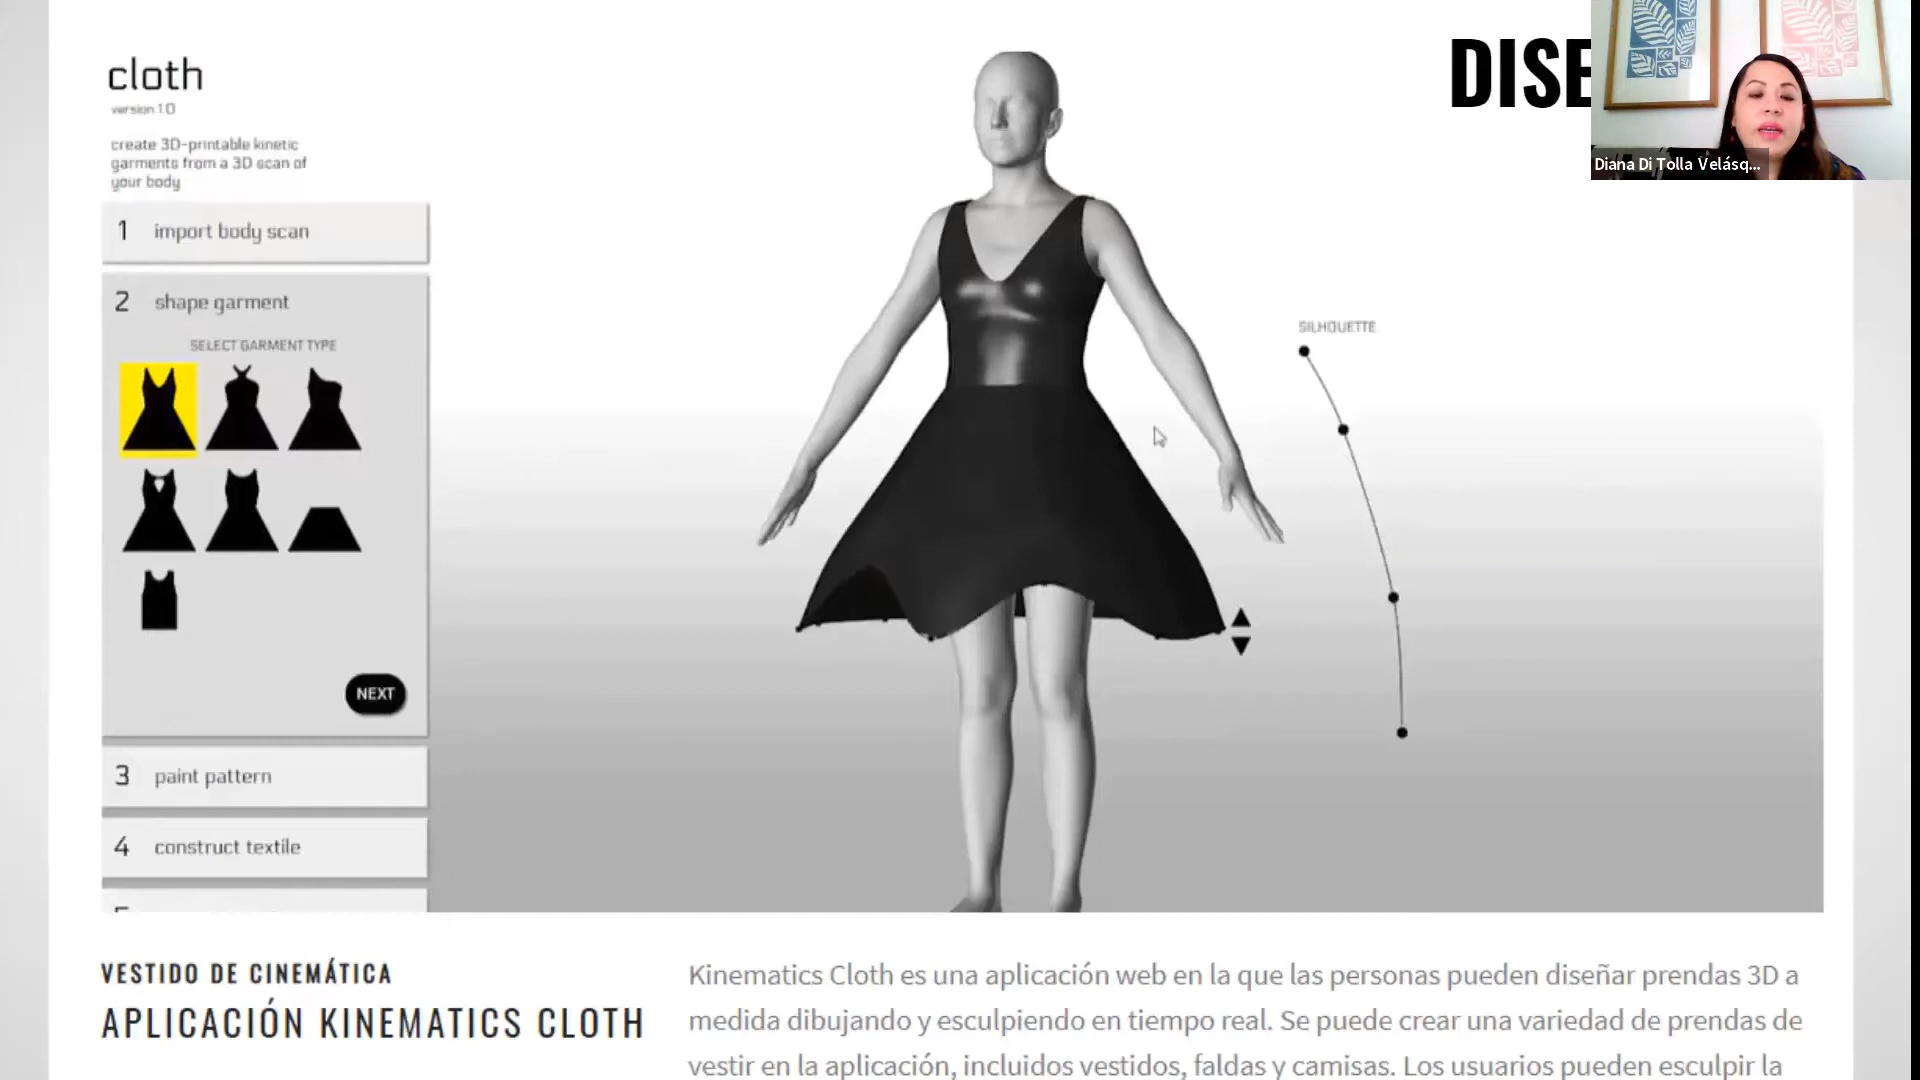 cloth
version 1.0
create 3D-printable kinetic
garments from a 3D scan of
your body
1 import body scan
2 shape garment
SELECT GARMENT TYPE
NEXT
3 paint pattern
4 construct textile
SILHOUETTE
DISE
Diana Di Tolla Velásq...
VESTIDO DE CINEMÁTICA
APLICACIÓN KINEMATICS CLOTH
Kinematics Cloth es una aplicación web en la que las personas pueden diseñar prendas 3D a
medida dibujando y esculpiendo en tiempo real. Se puede crear una variedad de prendas de
vestir en la aplicación, incluidos vestidos, faldas y camisas. Los usuarios pueden esculpir la